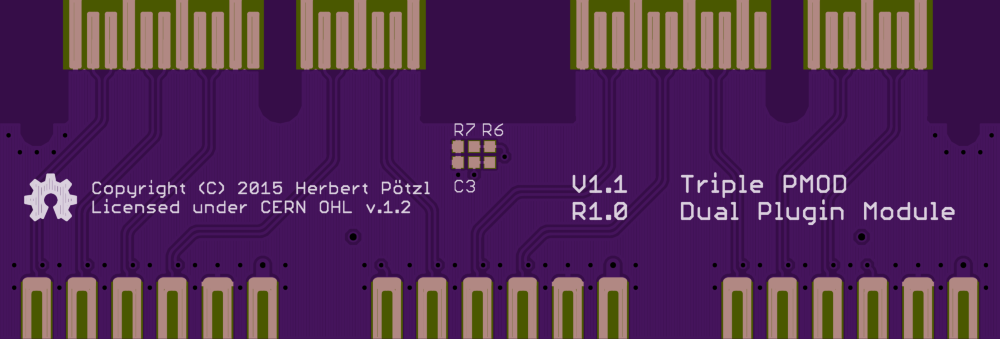 R7 R6
C3
Copyright (C) 2015 Herbert Pötzl
Licensed under CERN OHL v.1.2
V1.1 Triple PMOD
R1.0 Dual Plugin Module